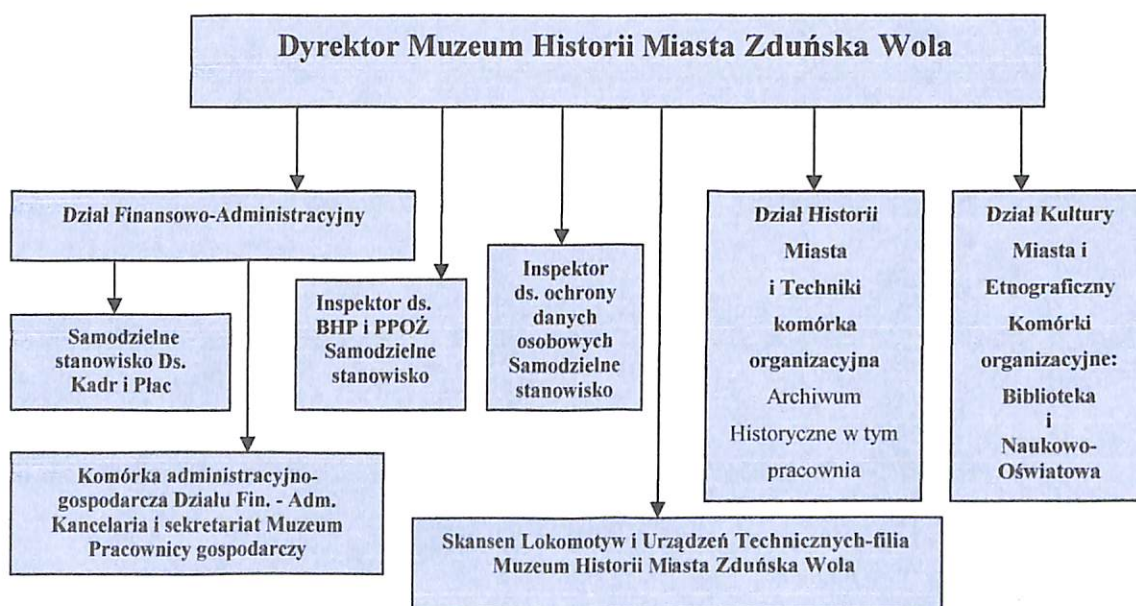 Dyrektor Muzeum Historii Miasta Zduńska Wola
Dział Finansowo-Administracyjny
Samodzielne
stanowisko Ds.
Kadr i Płac
Komórka administracyjno-
gospodarcza Działu Fin. - Adm.
Kancelaria i sekretariat Muzeum
Pracownicy gospodarczy
Inspektor ds.
BHP i PPOŻ
Samodzielne
stanowisko
Inspektor
ds. ochrony
danych
osobowych
Samodzielne
stanowisko
Skansen Lokomotyw i Urządzeń Technicznych-filia
Muzeum Historii Miasta Zduńska Wola
Dział Historii
Miasta
i Techniki
komórka
organizacyjna
Archiwum
Historyczne w tym
pracownia
Dział Kultury
Miasta i
Etnograficzny
Komórki
organizacyjne:
Biblioteka
i
Naukowo-
Oświatowa